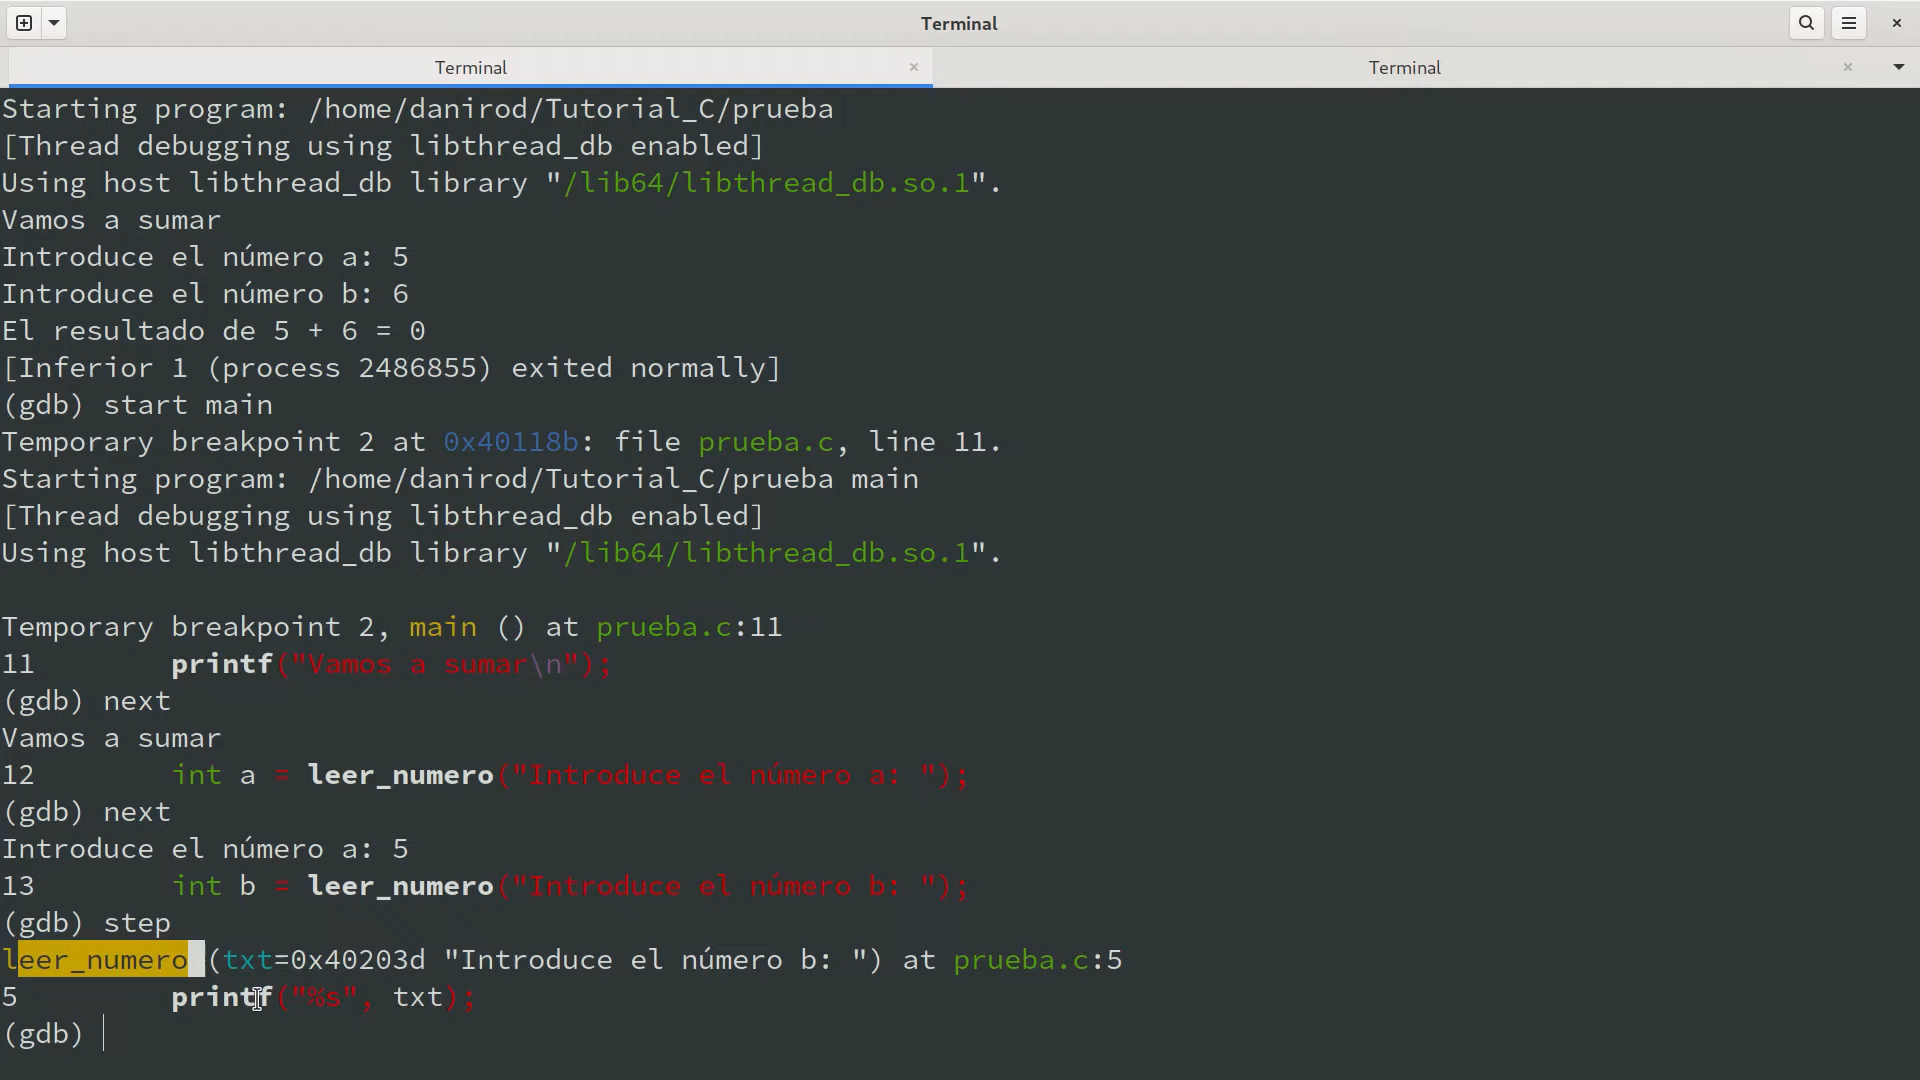 Terminal
Terminal
Terminal
Starting program: /home/danirod/Tutorial_C/prueba
[Thread debugging using libthread_db enabled]
Using host libthread_db library "/lib64/libthread_db.so.1".
Vamos a sumar
Introduce el número a: 5
Introduce el número b: 6
El resultado de 5 + 6 = 0
[Inferior 1 (process 2486855) exited normally]
(gdb) start main
Temporary breakpoint 2 at 0x40118b: file prueba.c, line 11.
Starting program: /home/danirod/Tutorial_C/prueba main
[Thread debugging using libthread_db enabled]
Using host libthread_db library "/lib64/libthread_db.so.1".
Temporary breakpoint 2, main () at prueba.c:11
11        printf("Vamos a sumar\n");
(gdb) next
Vamos a sumar
12        int a = leer_numero("Introduce el número a: ");
(gdb) next
Introduce el número a: 5
13        int b = leer_numero("Introduce el número b: ");
(gdb) step
leer_numero (txt=0x40203d "Introduce el número b: ") at prueba.c:5
5         printf("%s", txt);
(gdb)